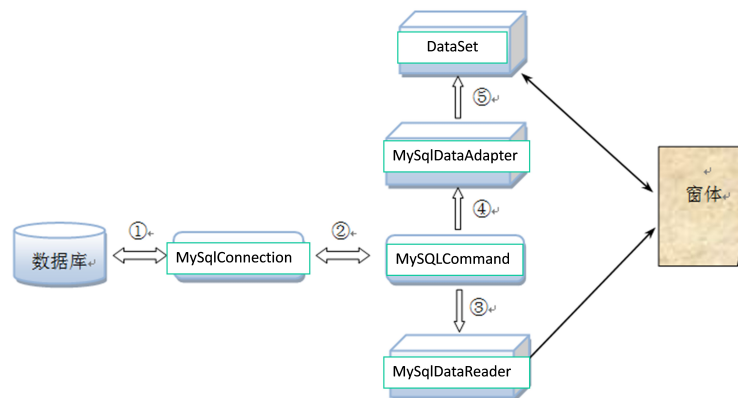 DataSet
⑤
MySqlDataAdapter
窗体
④
①
②
数据库
MySqlConnection
MySQLCommand
③
MySqlDataReader